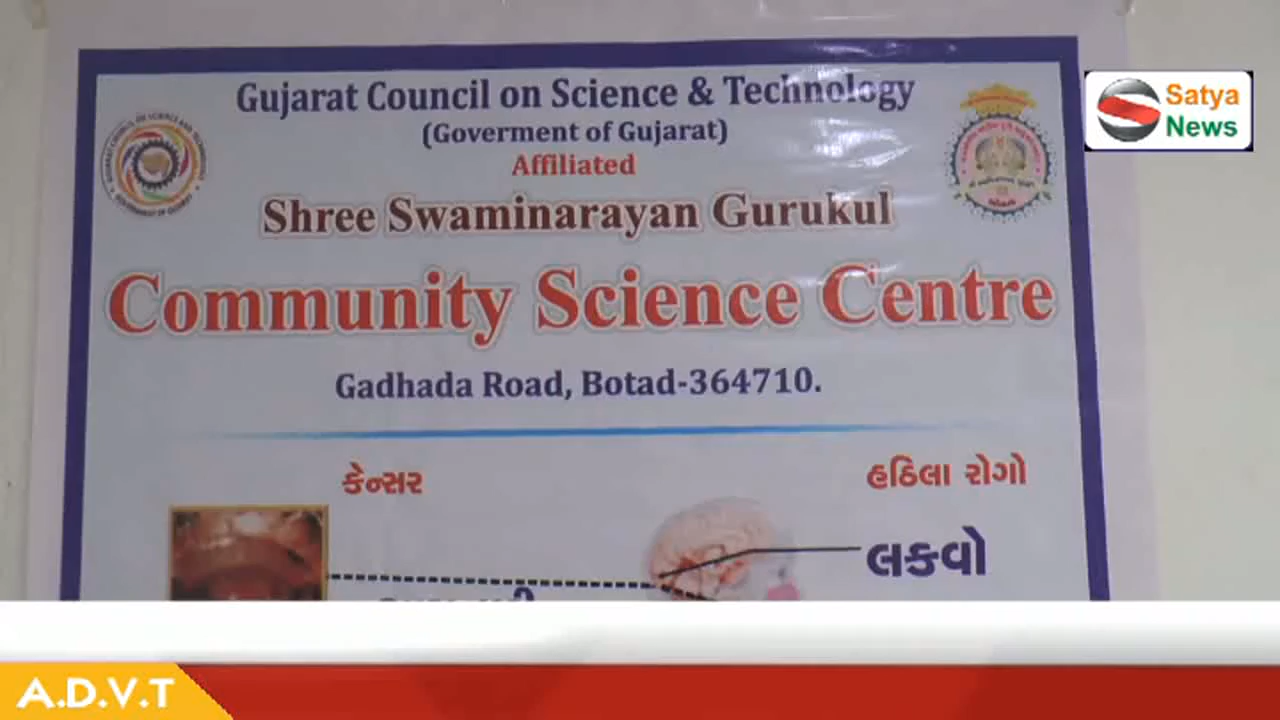 Gujarat Council on Science & Technology
(Goverment of Gujarat)
Affiliated
Shree Swaminarayan Gurukul
Community Science Centre
Gadhada Road, Botad-364710.
કેન્સર
હઠિલા રોગો
લકવો
Satya
News
A.D.V.T